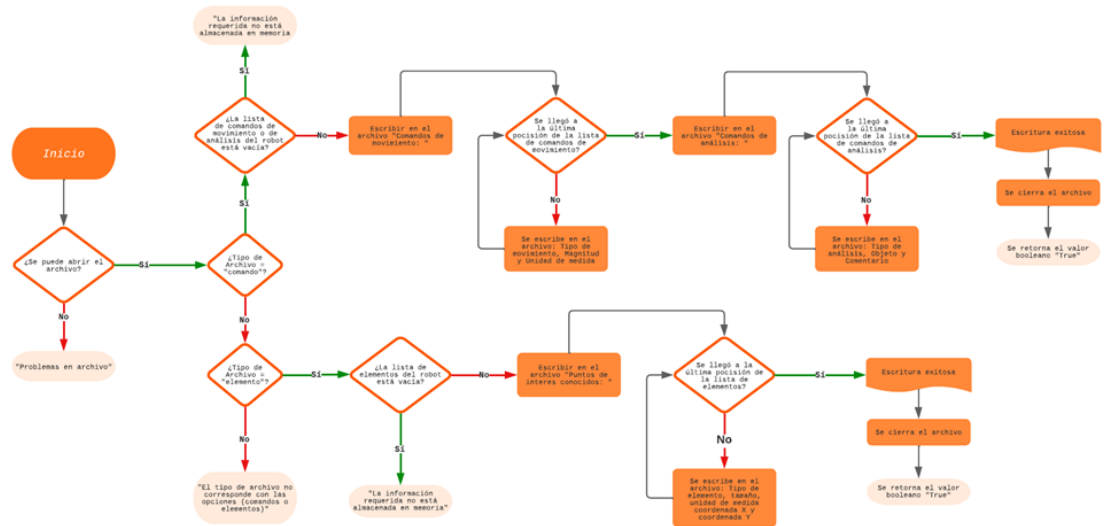 "La información
requerida no está
almacenada en memoria"
Sí
¿La lista
de comandos de
movimiento o de
análisis del robot
está vacía?
No
Escribir en el
archivo "Comandos de
movimiento: "
Se llegó a
la última
pocisión de la lista
de comandos de
movimiento?
Sí
Escribir en el
archivo "Comandos de
análisis: "
Se llegó a
la última
pocisión de la lista
de comandos de
análisis?
Sí
Escritura exitosa
Se cierra el archivo
Se retorna el valor
booleano "True"
No
Se escribe en el
archivo: Tipo de
movimiento, Magnitud
y Unidad de medida
No
Se escribe en el
archivo: Tipo de
análisis, Objeto y
Comentario
Inicio
¿Se puede abrir el
archivo?
Sí
No
"Problemas en archivo"
¿Tipo de
Archivo =
"comando"?
Sí
No
¿Tipo de
Archivo =
"elemento"?
Sí
No
"El tipo de archivo no
corresponde con las
opciones (comandos o
elementos)"
¿La lista de
elementos del robot
está vacía?
No
Sí
"La información
requerida no está
almacenada en memoria"
Escribir en el
archivo "Puntos de
interes conocidos: "
Se llegó a la
última pocisión de
la lista de
elementos?
Sí
No
Se escribe en el
archivo: Tipo de
elemento, tamaño,
unidad de medida
coordenada X y
coordenada Y
Escritura exitosa
Se cierra el archivo
Se retorna el valor
booleano "True"